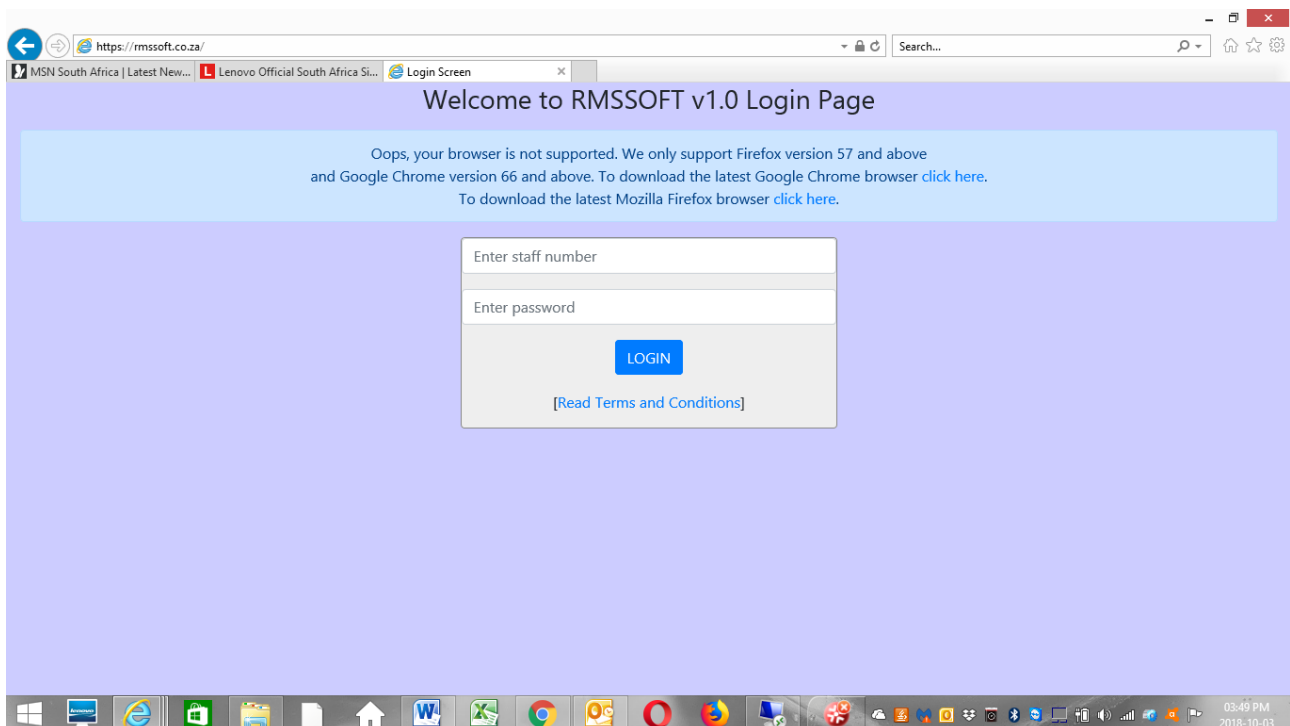 https://rmssoft.co.za/
Search...
MSN South Africa | Latest New...
Lenovo Official South Africa Si...
Login Screen
Welcome to RMSSOFT v1.0 Login Page
Oops, your browser is not supported. We only support Firefox version 57 and above
and Google Chrome version 66 and above. To download the latest Google Chrome browser click here.
To download the latest Mozilla Firefox browser click here.
Enter staff number
Enter password
LOGIN
[Read Terms and Conditions]
03:49 PM
2018-10-03